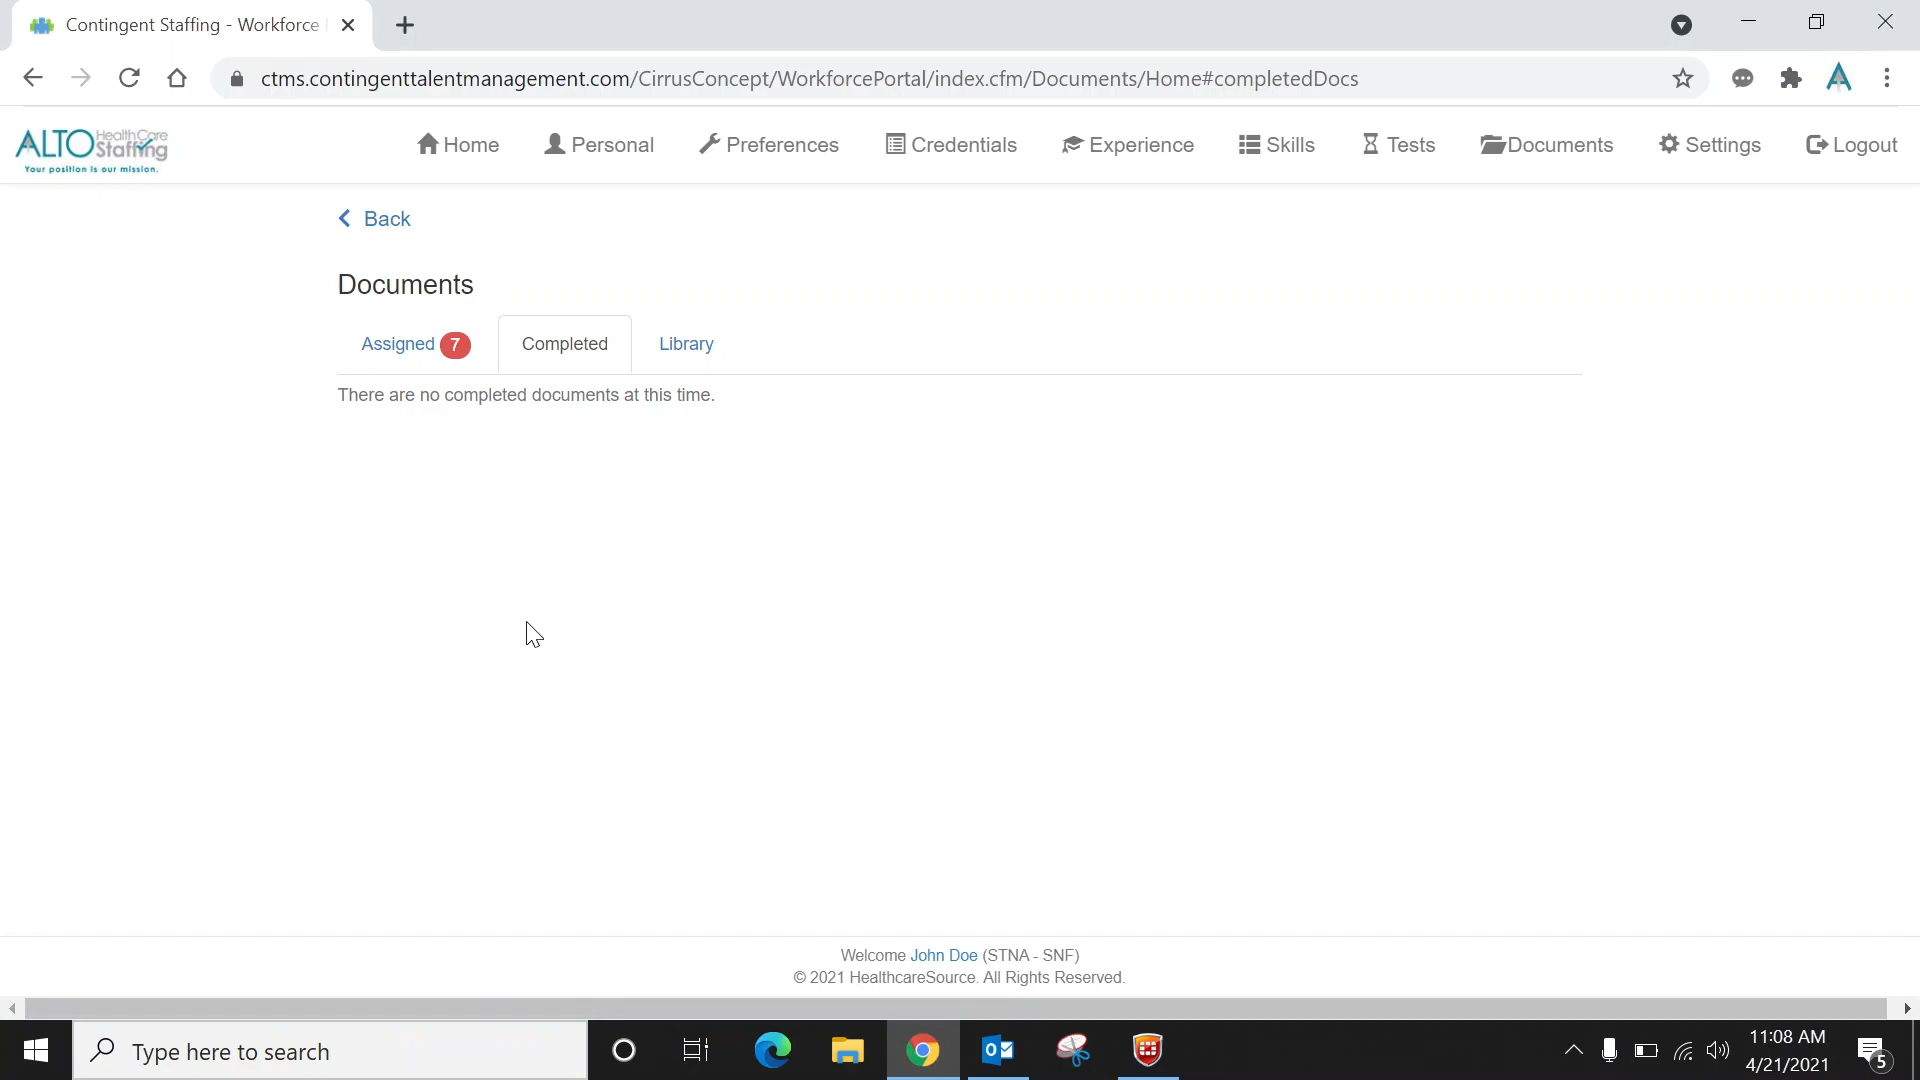 Contingent Staffing - Workforce
ctms.contingenttalentmanagement.com/CirrusConcept/WorkforcePortal/index.cfm/Documents/Home#completedDocs
ALTO HealthCare Staffing
Your position is our mission.
Home Personal Preferences Credentials Experience Skills Tests Documents Settings Logout
Back
Documents
Assigned 7 Completed Library
There are no completed documents at this time.
Welcome John Doe (STNA - SNF)
© 2021 HealthcareSource. All Rights Reserved.
Type here to search
11:08 AM
4/21/2021
5